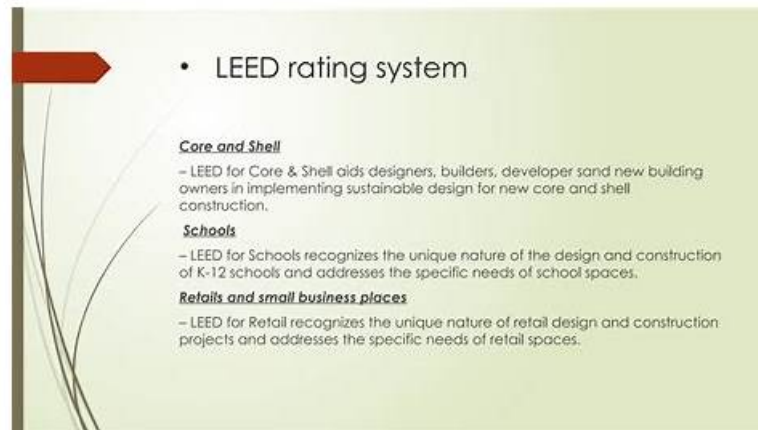 • LEED rating system
Core and Shell
– LEED for Core & Shell aids designers, builders, developer sand new building
owners in implementing sustainable design for new core and shell
construction.
Schools
– LEED for Schools recognizes the unique nature of the design and construction
of K-12 schools and addresses the specific needs of school spaces.
Retails and small business places
– LEED for Retail recognizes the unique nature of retail design and construction
projects and addresses the specific needs of retail spaces.